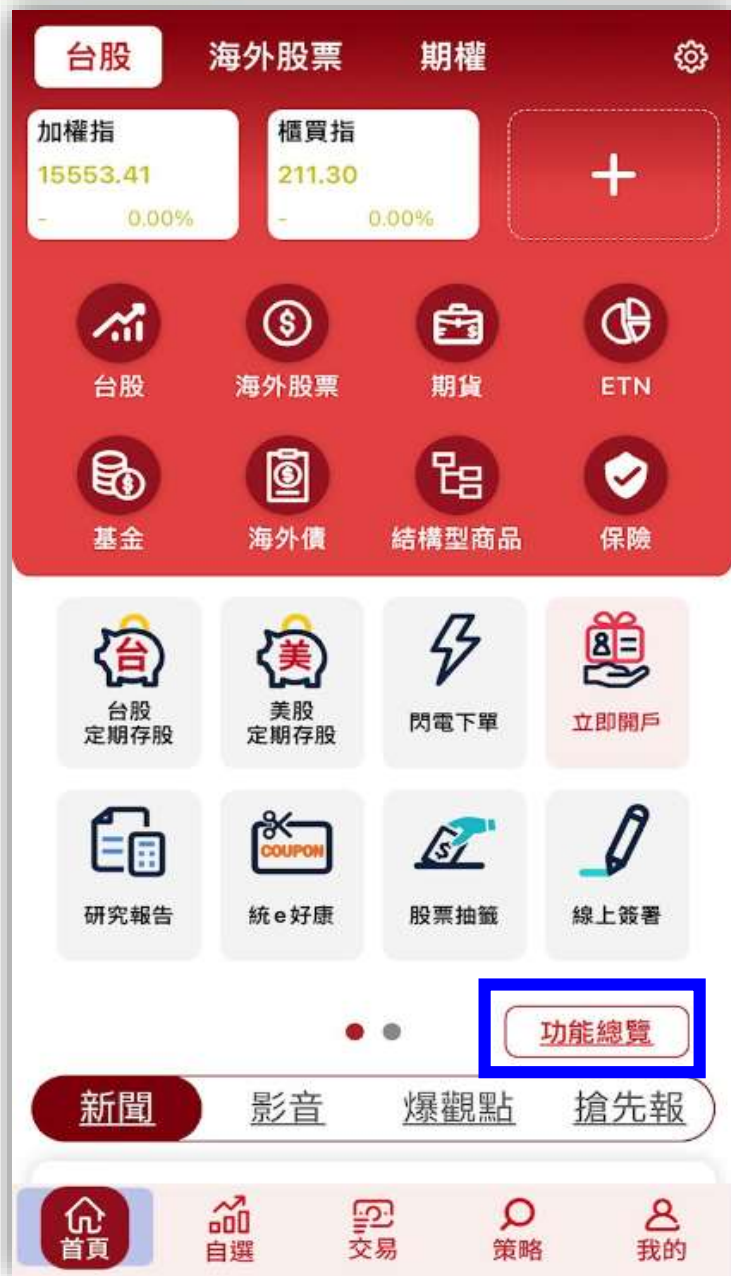 台股 海外股票 期權
加權指 櫃買指
15553.41 211.30
- 0.00% - 0.00%
台股 海外股票 期貨 ETN
基金 海外債 結構型商品 保險
台 美
台股 美股
定期存股 定期存股 閃電下單 立即開戶
COUPON
研究報告 統e好康 股票抽籤 線上簽署
功能總覽
新聞 影音 爆觀點 搶先報
首頁 自選 交易 策略 我的